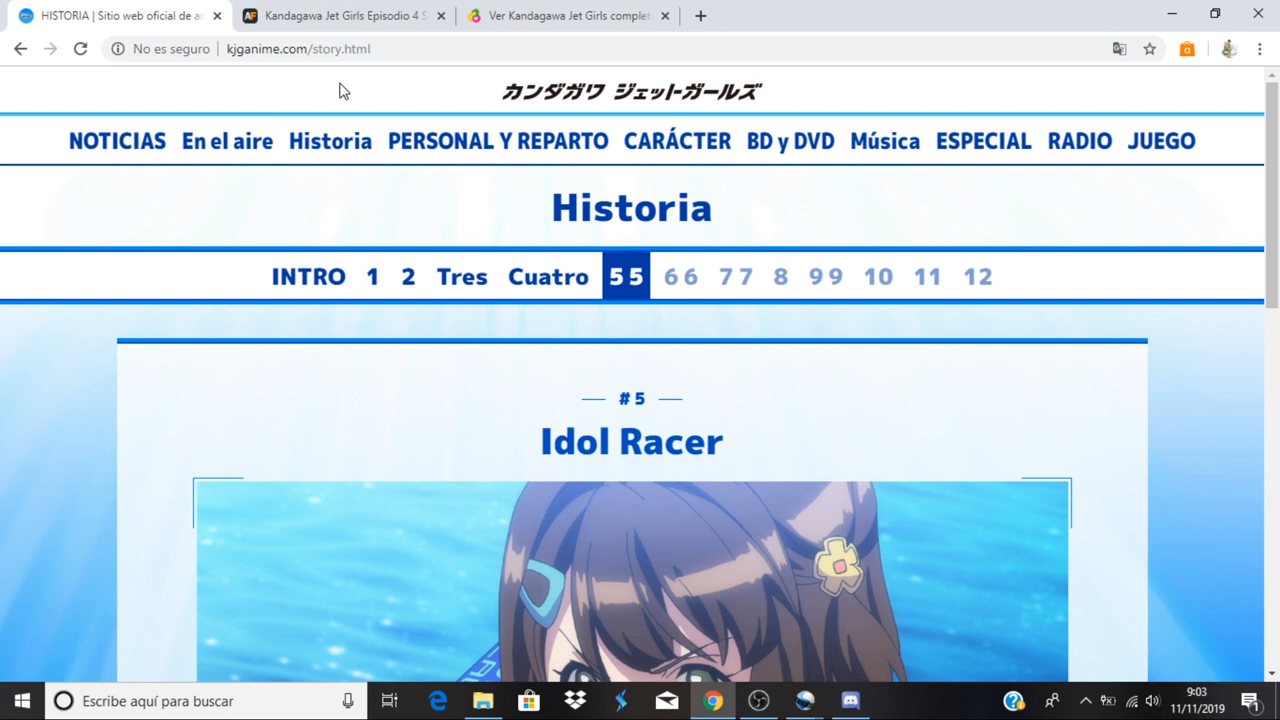 HISTORIA | Sitio web oficial de an
Kandagawa Jet Girls Episodio 4 S
Ver Kandagawa Jet Girls complet
No es seguro
kjganime.com/story.html
カンダガワ ジェットガールズ
NOTICIAS En el aire Historia PERSONAL Y REPARTO CARÁCTER BD y DVD Música ESPECIAL RADIO JUEGO
Historia
INTRO 1 2 Tres Cuatro 5 5 6 6 7 7 8 9 9 10 11 12
# 5
Idol Racer
Escribe aquí para buscar
9:03
11/11/2019